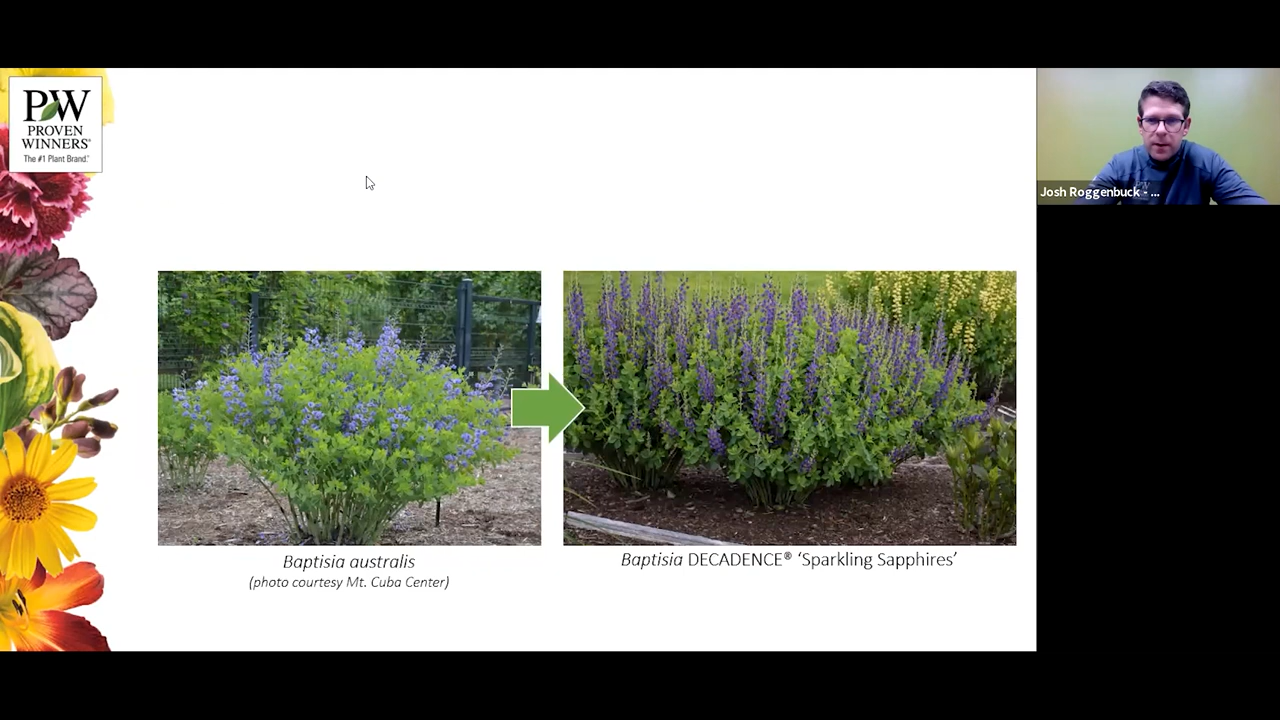 PW
PROVEN
WINNERS®
The #1 Plant Brand.®
Josh Roggenbuck - ...
Baptisia australis
(photo courtesy Mt. Cuba Center)
Baptisia DECADENCE® ‘Sparkling Sapphires’